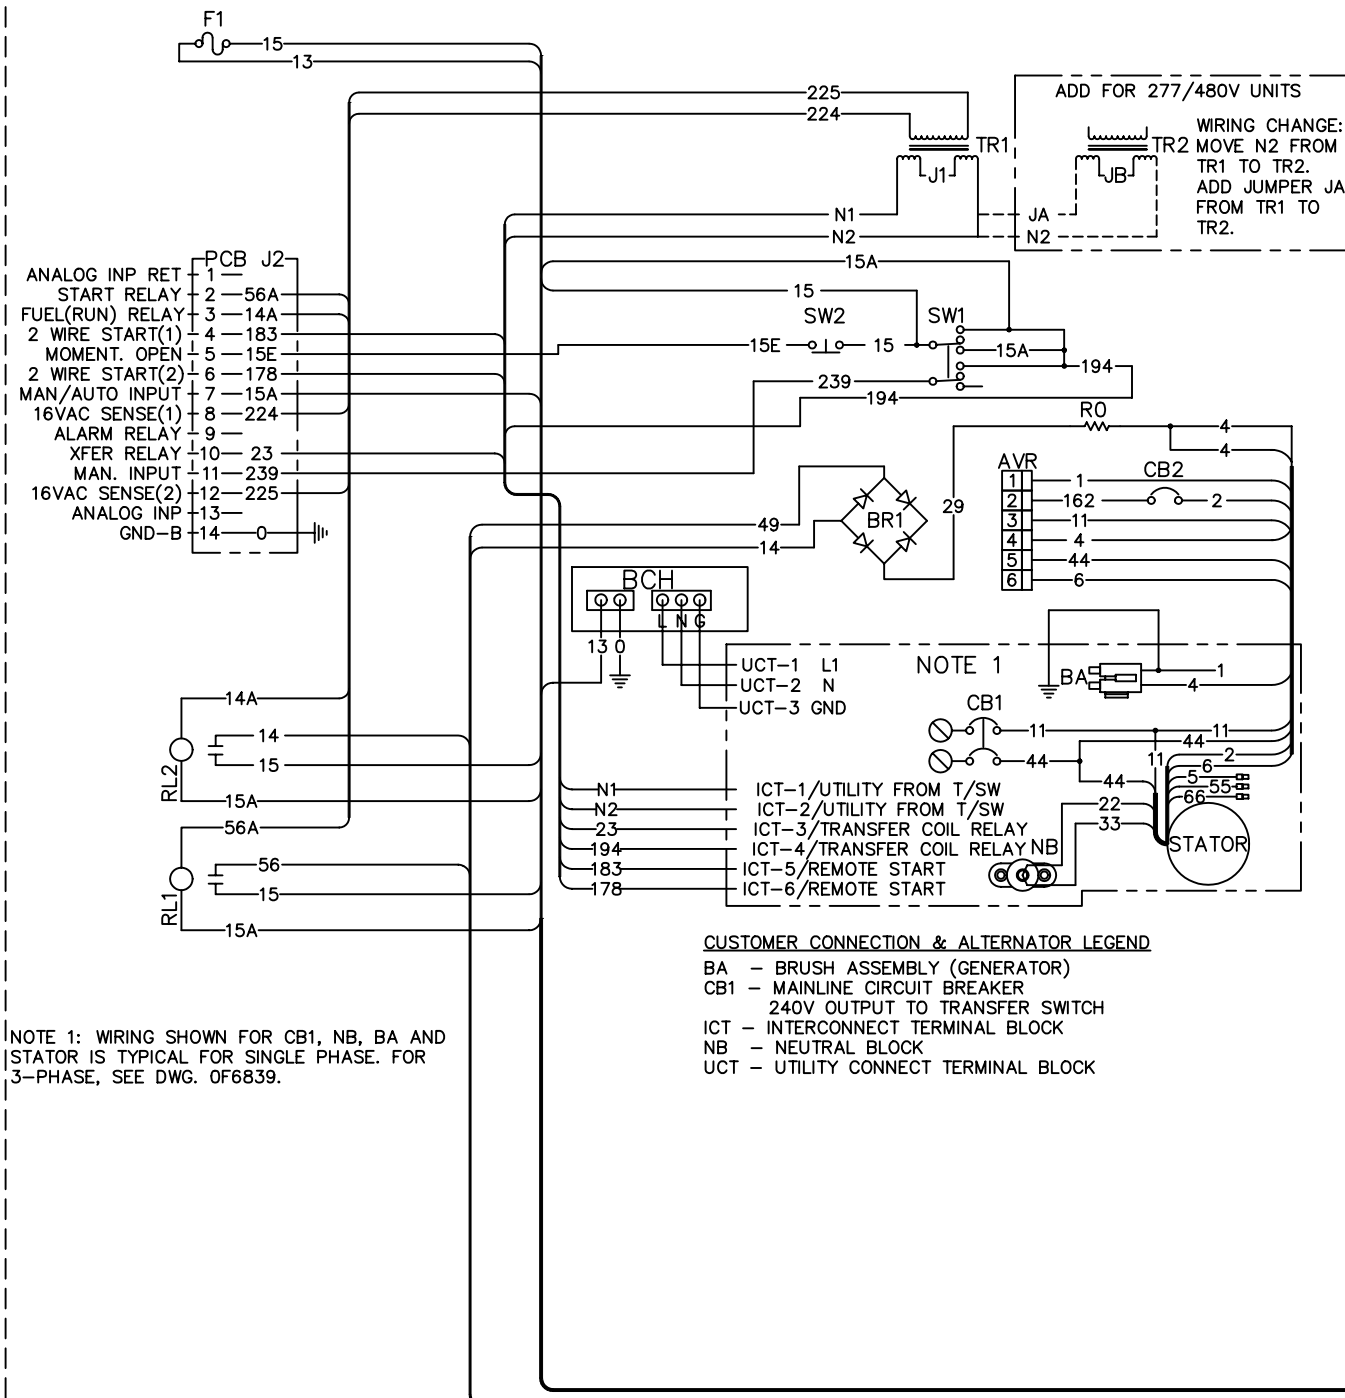 F1
15
13
225
224
TR1
J1
ADD FOR 277/480V UNITS
WIRING CHANGE:
MOVE N2 FROM
TR1 TO TR2.
ADD JUMPER JA
FROM TR1 TO
TR2.
TR2
JB
N1
JA
N2
N2
15A
15
PCB J2
ANALOG INP RET 1
START RELAY 2 56A
FUEL(RUN) RELAY 3 14A
2 WIRE START(1) 4 183
MOMENT. OPEN 5 15E
2 WIRE START(2) 6 178
MAN/AUTO INPUT 7 15A
16VAC SENSE(1) 8 224
ALARM RELAY 9
XFER RELAY 10 23
MAN. INPUT 11 239
16VAC SENSE(2) 12 225
ANALOG INP 13
GND-B 14 0
SW2
SW1
15E
15
15A
194
239
194
R0
4
4
AVR
1 1
CB2
2 162 2
3 11
4 4
5 44
6 6
29
BR1
49
14
BCH
L N G
13 0
UCT-1 L1
UCT-2 N
UCT-3 GND
NOTE 1
BA
1
4
CB1
11
11
44
44
11
2
6
5
55
66
44
22
33
STATOR
NB
14A
14
15
RL2
15A
56A
56
15
RL1
15A
N1 ICT-1/UTILITY FROM T/SW
N2 ICT-2/UTILITY FROM T/SW
23 ICT-3/TRANSFER COIL RELAY
194 ICT-4/TRANSFER COIL RELAY
183 ICT-5/REMOTE START
178 ICT-6/REMOTE START
CUSTOMER CONNECTION & ALTERNATOR LEGEND
BA - BRUSH ASSEMBLY (GENERATOR)
CB1 - MAINLINE CIRCUIT BREAKER
240V OUTPUT TO TRANSFER SWITCH
ICT - INTERCONNECT TERMINAL BLOCK
NB - NEUTRAL BLOCK
UCT - UTILITY CONNECT TERMINAL BLOCK
NOTE 1: WIRING SHOWN FOR CB1, NB, BA AND
STATOR IS TYPICAL FOR SINGLE PHASE. FOR
3-PHASE, SEE DWG. 0F6839.